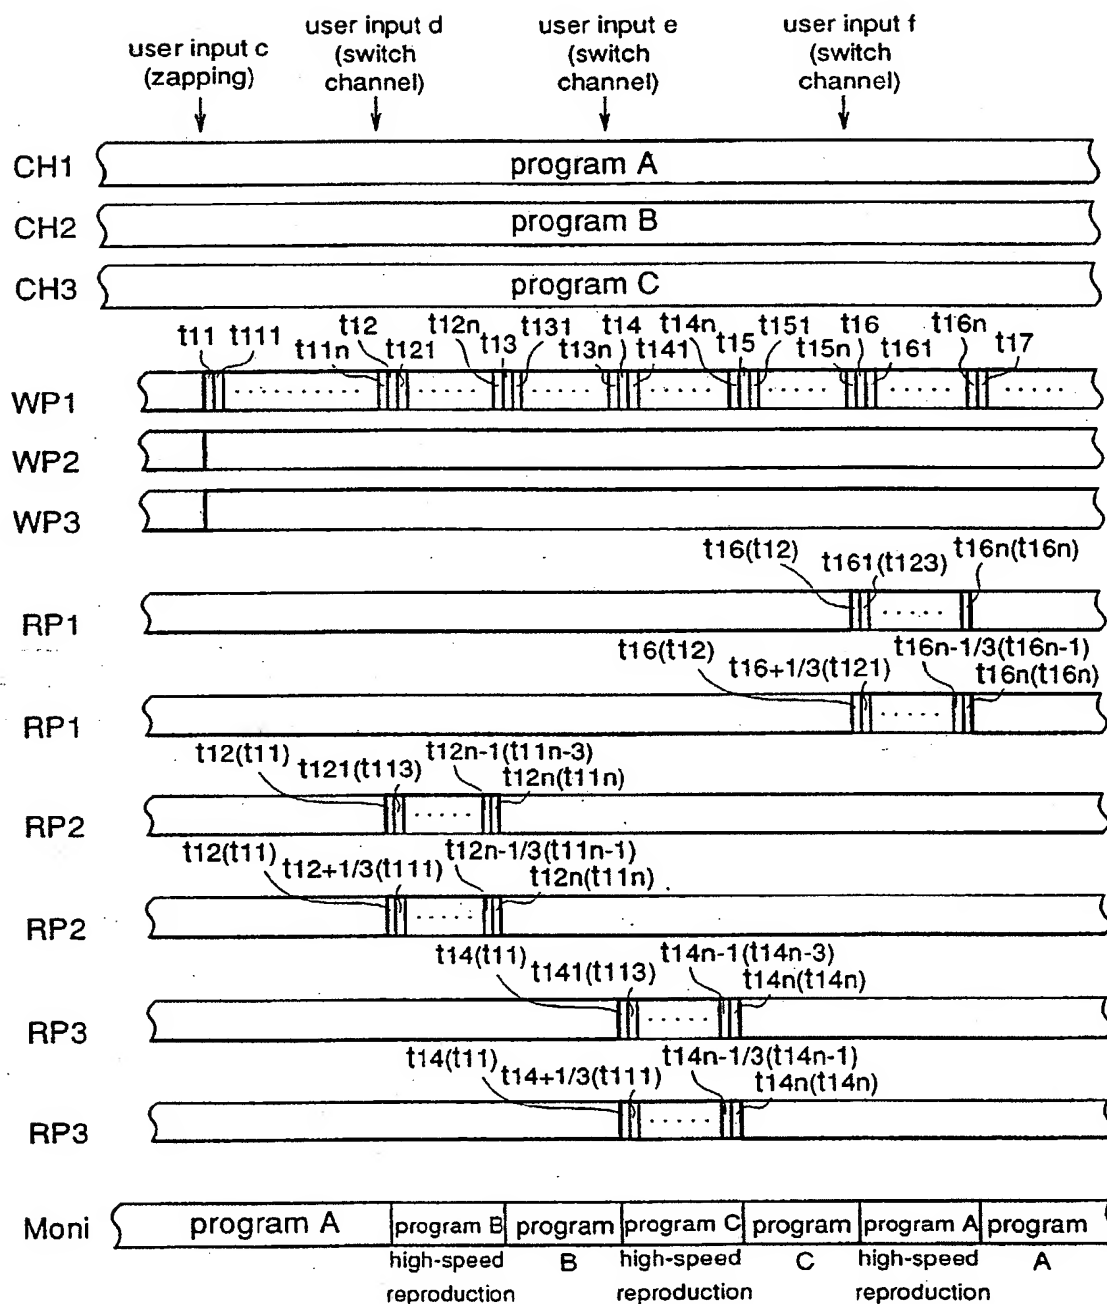 user input c
(zapping)
user input d
(switch
channel)
user input e
(switch
channel)
user input f
(switch
channel)
CH1
program A
CH2
program B
CH3
program C
t11
t111
t11n
t12
t121
t12n
t13
t131
t13n
t14
t141
t14n
t15
t151
t15n
t16
t161
t16n
t17
WP1
WP2
WP3
t16(t12)
t161(t123)
t16n(t16n)
RP1
t16(t12)
t16+1/3(t121)
t16n-1/3(t16n-1)
t16n(t16n)
RP1
t12(t11)
t121(t113)
t12n-1(t11n-3)
t12n(t11n)
RP2
t12(t11)
t12+1/3(t111)
t12n-1/3(t11n-1)
t12n(t11n)
RP2
t14(t11)
t141(t113)
t14n-1(t14n-3)
t14n(t14n)
RP3
t14(t11)
t14+1/3(t111)
t14n-1/3(t14n-1)
t14n(t14n)
RP3
Moni
program A
program B
high-speed
reproduction
program
B
program C
high-speed
reproduction
program
C
program A
high-speed
reproduction
program
A